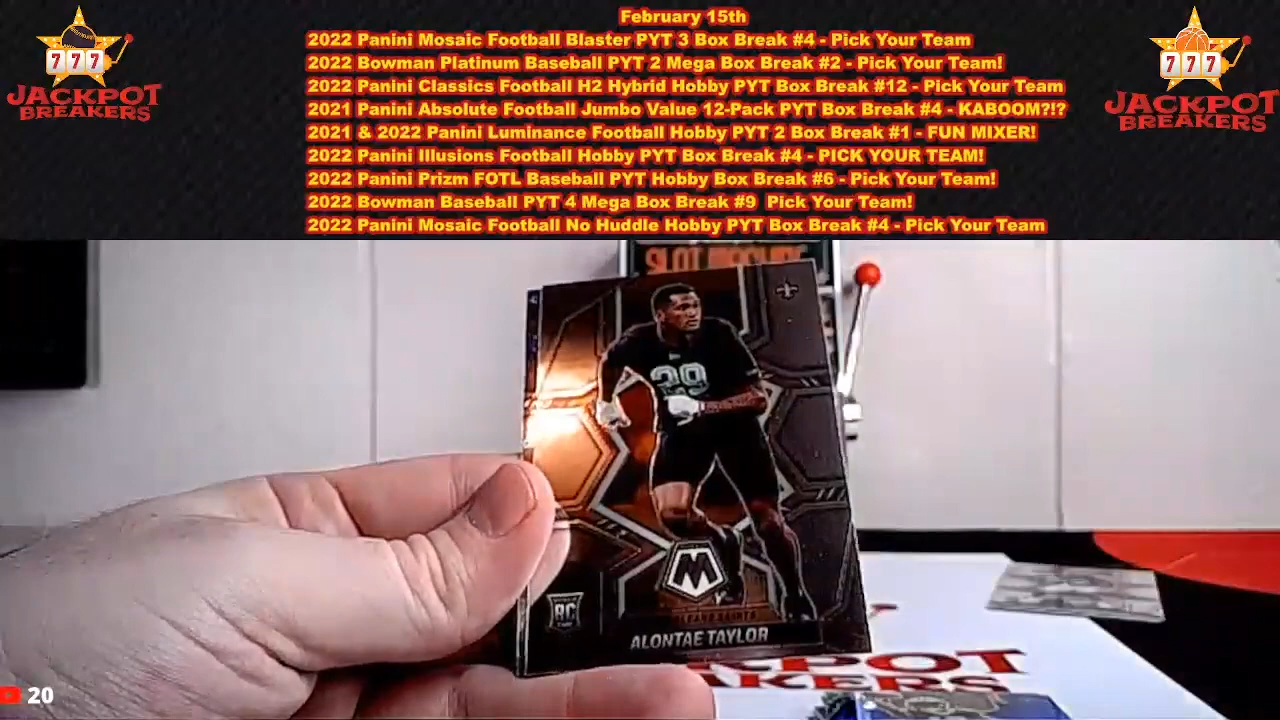 February 15th
2022 Panini Mosaic Football Blaster PYT 3 Box Break #4 - Pick Your Team
2022 Bowman Platinum Baseball PYT 2 Mega Box Break #2 - Pick Your Team!
2022 Panini Classics Football H2 Hybrid Hobby PYT Box Break #12 - Pick Your Team
2021 Panini Absolute Football Jumbo Value 12-Pack PYT Box Break #4 - KABOOM?!?
2021 & 2022 Panini Luminance Football Hobby PYT 2 Box Break #1 - FUN MIXER!
2022 Panini Illusions Football Hobby PYT Box Break #4 - PICK YOUR TEAM!
2022 Panini Prizm FOTL Baseball PYT Hobby Box Break #6 - Pick Your Team!
2022 Bowman Baseball PYT 4 Mega Box Break #9 Pick Your Team!
2022 Panini Mosaic Football No Huddle Hobby PYT Box Break #4 - Pick Your Team
777
JACKPOT
BREAKERS
777
JACKPOT
BREAKERS
SLOT
29
M
RC
ALONTAE TAYLOR
20